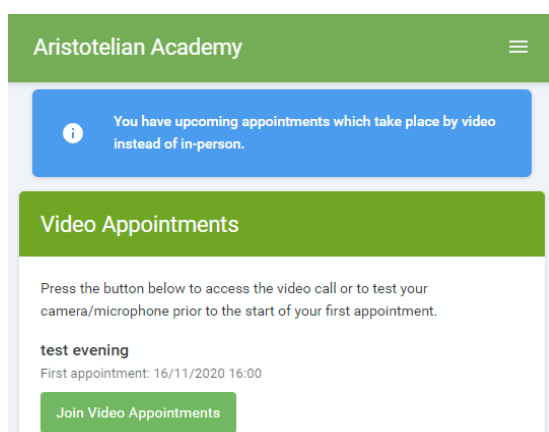 Aristotelian Academy
You have upcoming appointments which take place by video
instead of in-person.
Video Appointments
Press the button below to access the video call or to test your
camera/microphone prior to the start of your first appointment.
test evening
First appointment: 16/11/2020 16:00
Join Video Appointments